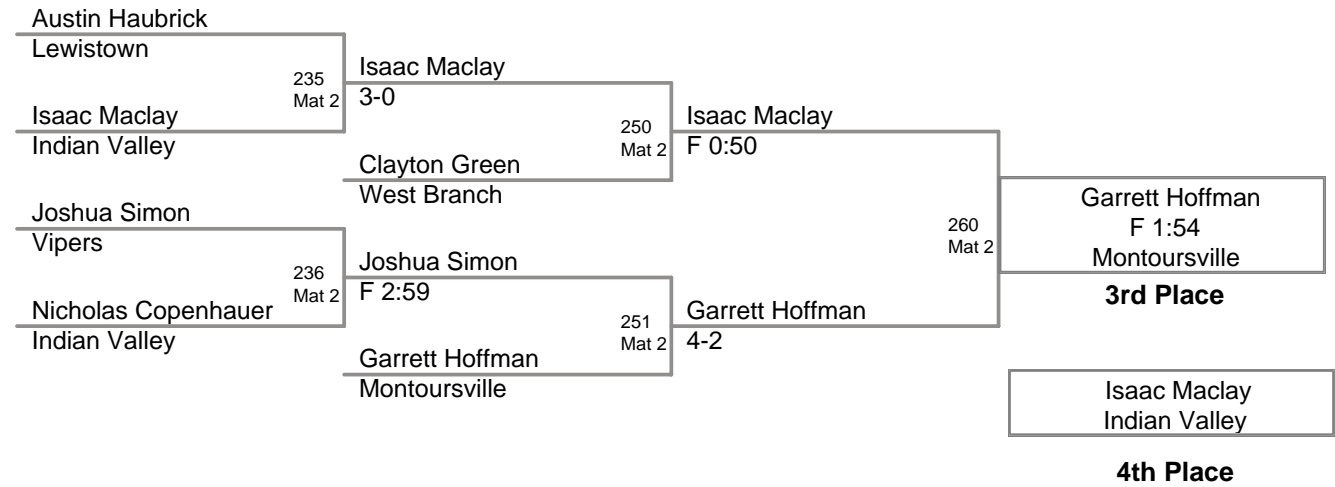 Austin Haubrick
Lewistown
235
Mat 2
Isaac Maclay
3-0
Isaac Maclay
Indian Valley
250
Mat 2
Isaac Maclay
F 0:50
Clayton Green
West Branch
Joshua Simon
Vipers
236
Mat 2
Joshua Simon
F 2:59
Nicholas Copenhauer
Indian Valley
251
Mat 2
Garrett Hoffman
4-2
Garrett Hoffman
Montoursville
260
Mat 2
Garrett Hoffman
F 1:54
Montoursville
3rd Place
Isaac Maclay
Indian Valley
4th Place